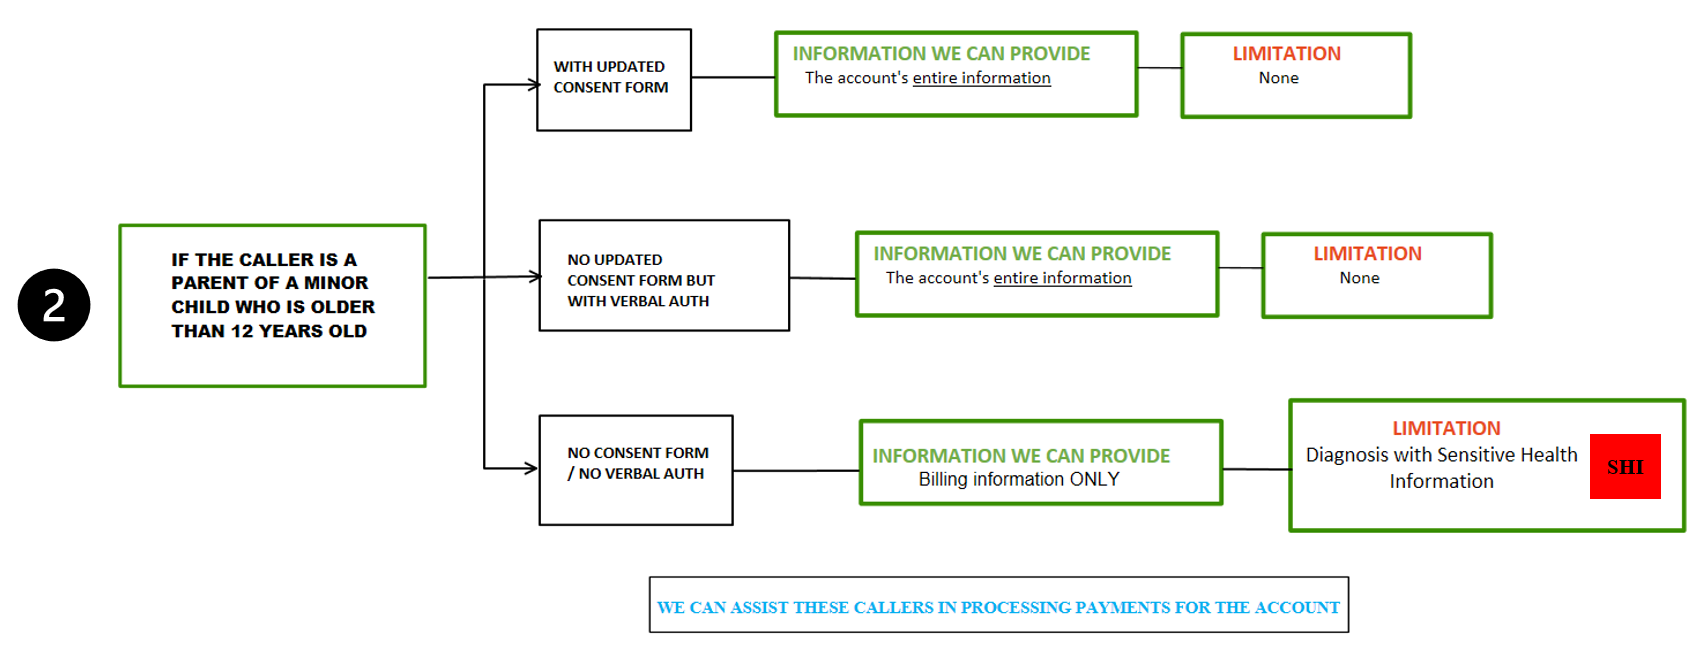 WITH UPDATED
CONSENT FORM
INFORMATION WE CAN PROVIDE
The account's entire information
LIMITATION
None
2
IF THE CALLER IS A
PARENT OF A MINOR
CHILD WHO IS OLDER
THAN 12 YEARS OLD
NO UPDATED
CONSENT FORM BUT
WITH VERBAL AUTH
INFORMATION WE CAN PROVIDE
The account's entire information
LIMITATION
None
NO CONSENT FORM
/ NO VERBAL AUTH
INFORMATION WE CAN PROVIDE
Billing information ONLY
LIMITATION
Diagnosis with Sensitive Health
Information
SHI
WE CAN ASSIST THESE CALLERS IN PROCESSING PAYMENTS FOR THE ACCOUNT